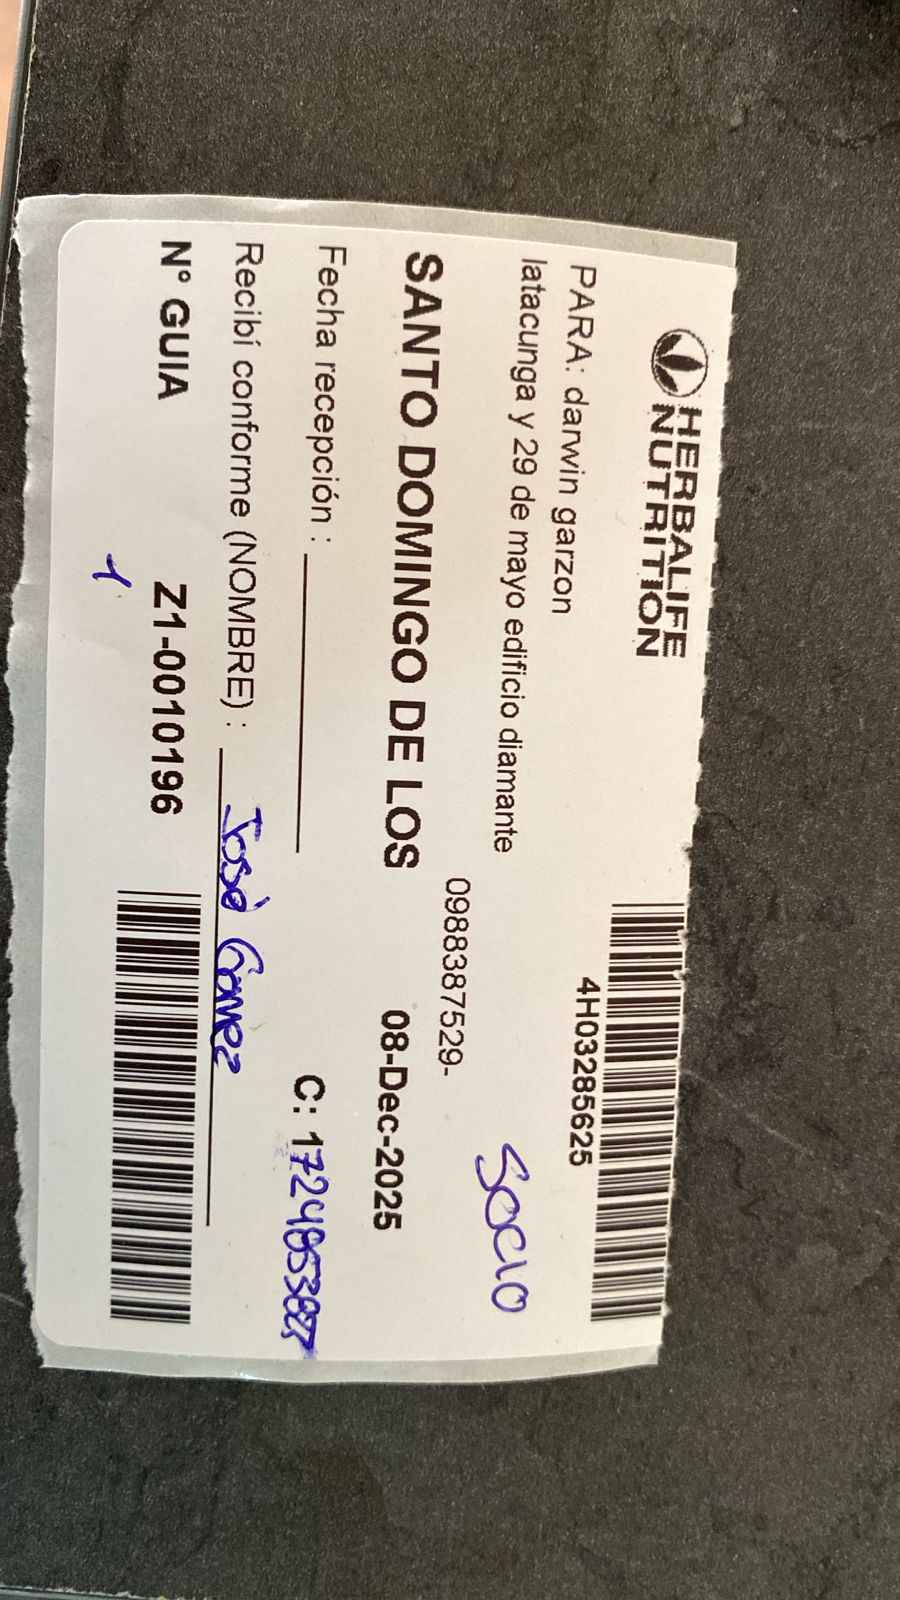 HERBALIFE
NUTRITION
4H03285625
PARA: darwin garzon
latacunga y 29 de mayo edificio diamante
socio
0988387529-
SANTO DOMINGO DE LOS 08-Dec-2025
Fecha recepción :
C:
Recibí conforme (NOMBRE) : José Gomez
N° GUIA Z1-0010196
1